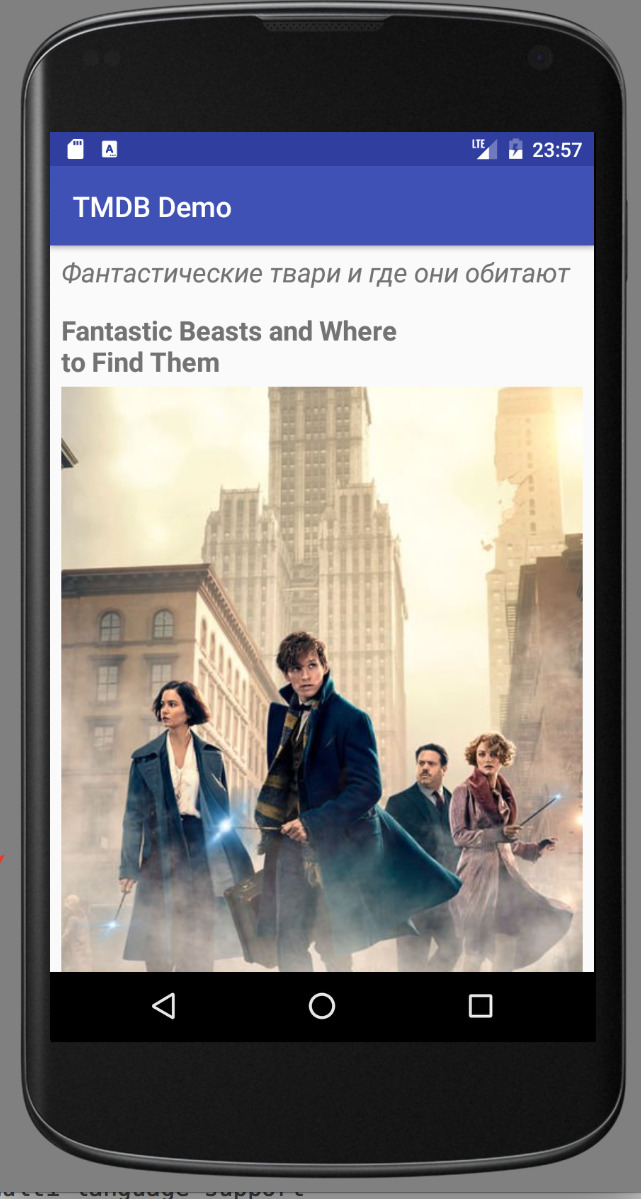 LTE 23:57
TMDB Demo
Фантастические твари и где они обитают
Fantastic Beasts and Where
to Find Them
language support